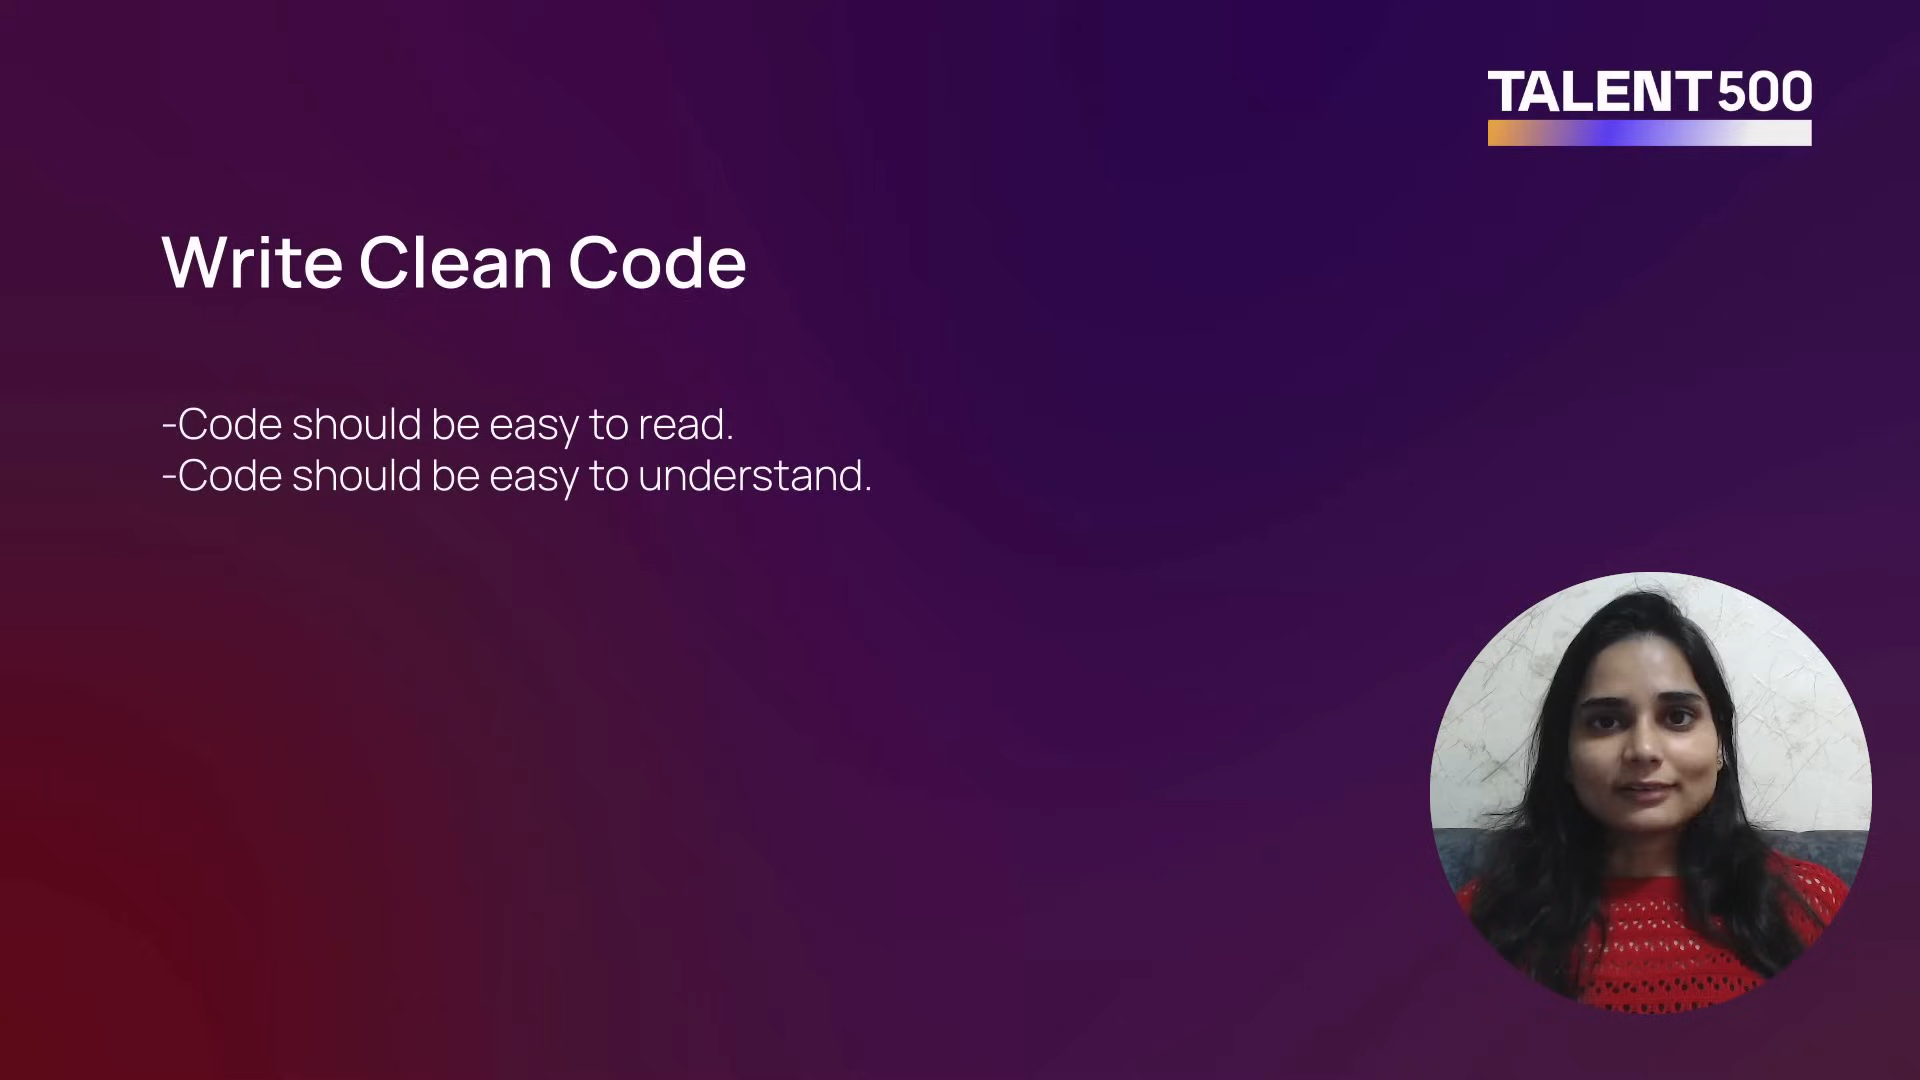 TALENT500
Write Clean Code
-Code should be easy to read.
-Code should be easy to understand.